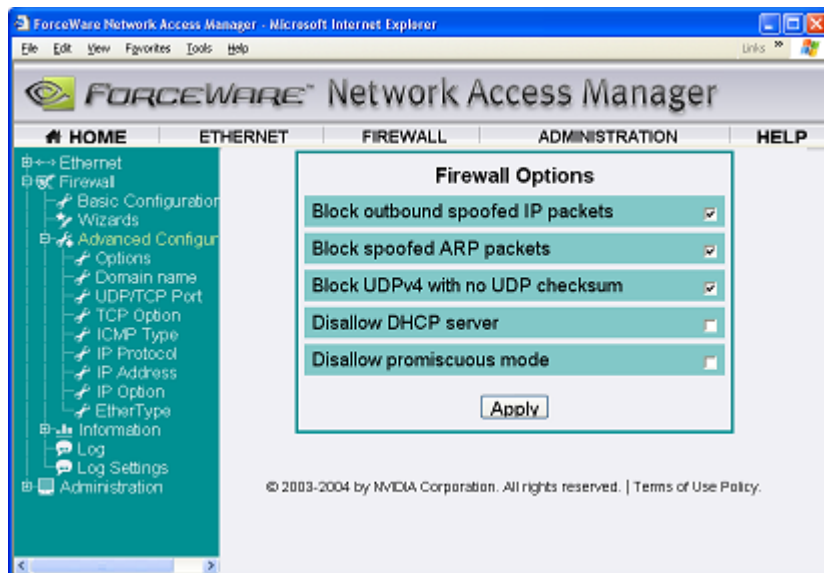 ForceWare Network Access Manager - Microsoft Internet Explorer
File Edit View Favorites Tools Help Links »
FORCEWARE™ Network Access Manager
HOME ETHERNET FIREWALL ADMINISTRATION HELP
Ethernet
Firewall
Basic Configuration
Wizards
Advanced Configur
Options
Domain name
UDP/TCP Port
TCP Option
ICMP Type
IP Protocol
IP Address
IP Option
EtherType
Information
Log
Log Settings
Administration
Firewall Options
Block outbound spoofed IP packets
Block spoofed ARP packets
Block UDPv4 with no UDP checksum
Disallow DHCP server
Disallow promiscuous mode
Apply
© 2003-2004 by NVIDIA Corporation. All rights reserved. | Terms of Use Policy.